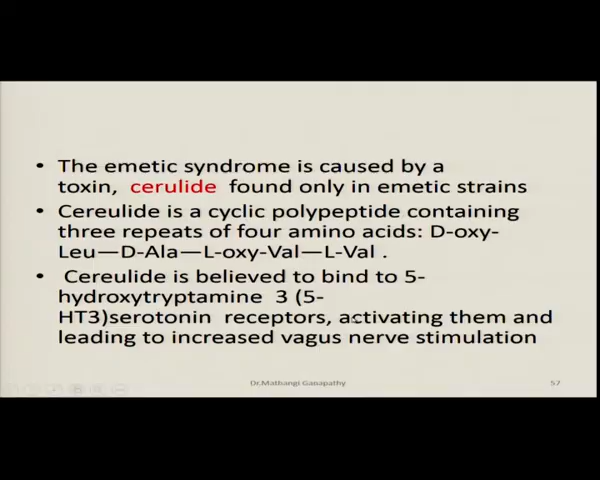 • The emetic syndrome is caused by a
toxin, cerulide found only in emetic strains
• Cereulide is a cyclic polypeptide containing
three repeats of four amino acids: D-oxy-
Leu—D-Ala—L-oxy-Val—L-Val .
• Cereulide is believed to bind to 5-
hydroxytryptamine 3 (5-
HT3)serotonin receptors, activating them and
leading to increased vagus nerve stimulation
Dr.Mathangi Ganapathy
57